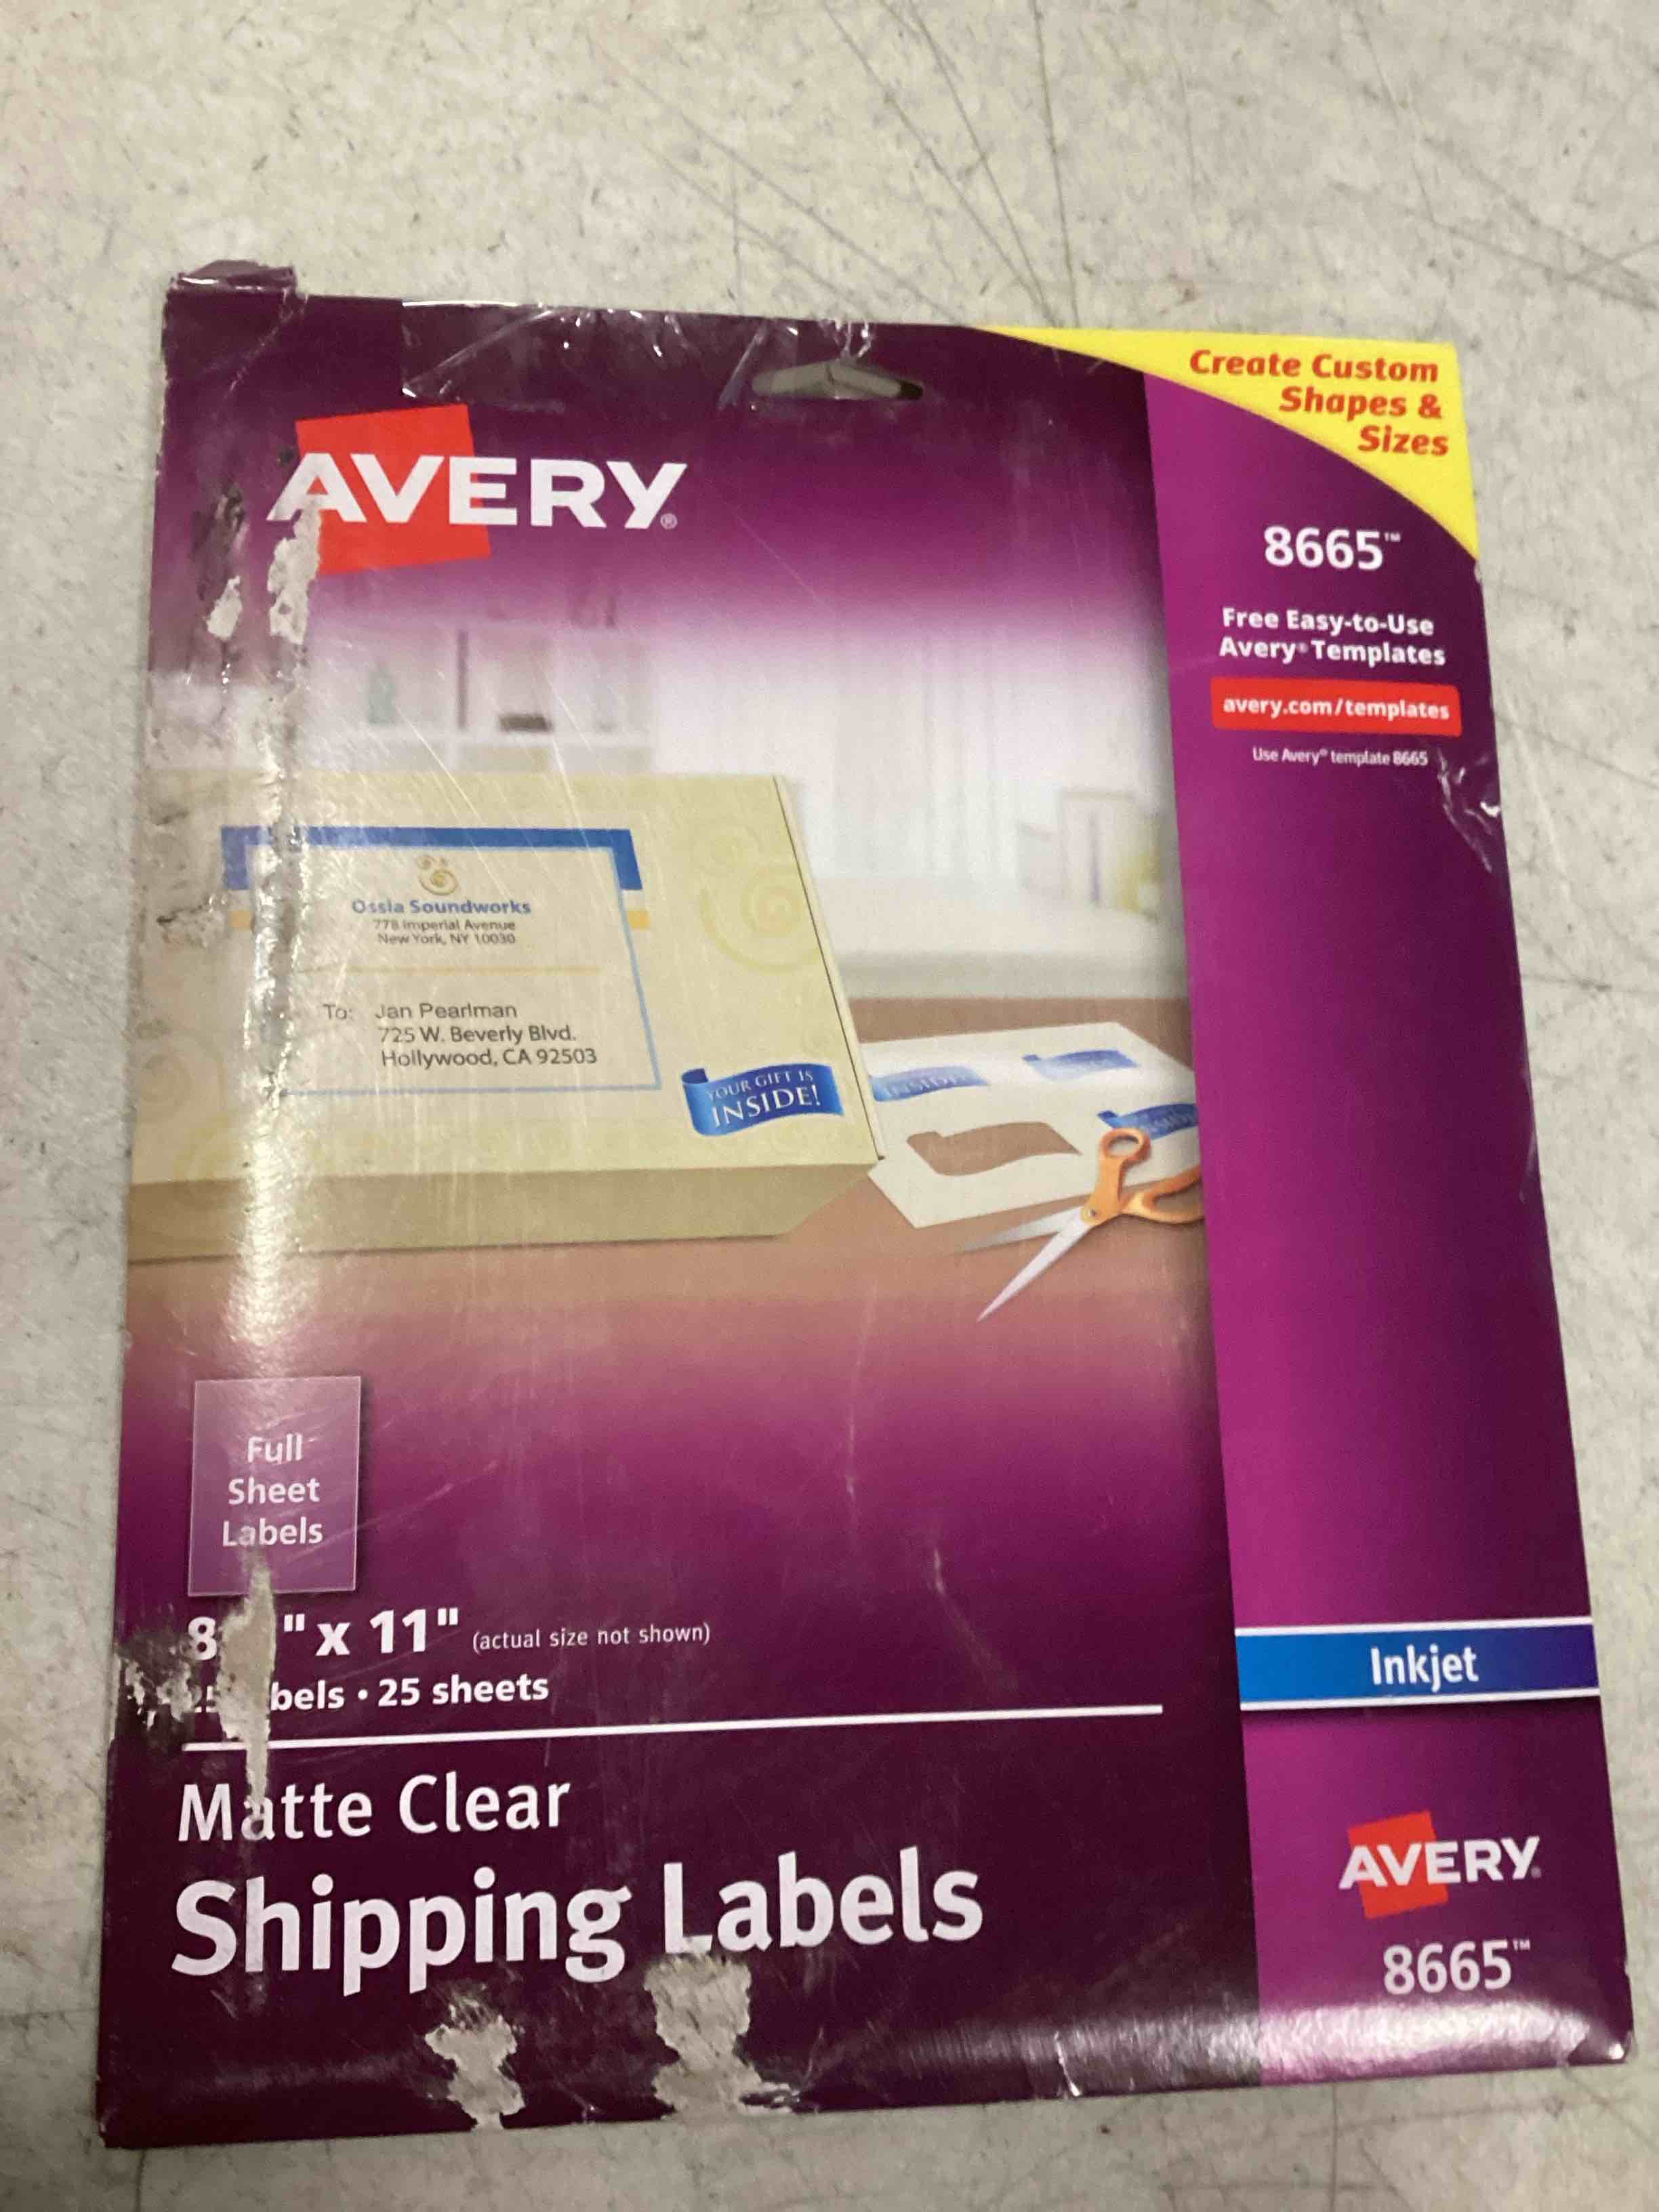 Create Custom
Shapes &
Sizes
AVERY®
8665™
Free Easy-to-Use
Avery® Templates
avery.com/templates
Use Avery® template 8665
Ossia Soundworks
778 Imperial Avenue
New York, NY 10030
To: Jan Pearlman
725 W. Beverly Blvd.
Hollywood, CA 92503
YOUR GIFT IS
INSIDE!
INSIDE
Full
Sheet
Labels
8 " x 11" (actual size not shown)
bels • 25 sheets
Inkjet
Matte Clear
Shipping Labels
AVERY®
8665™